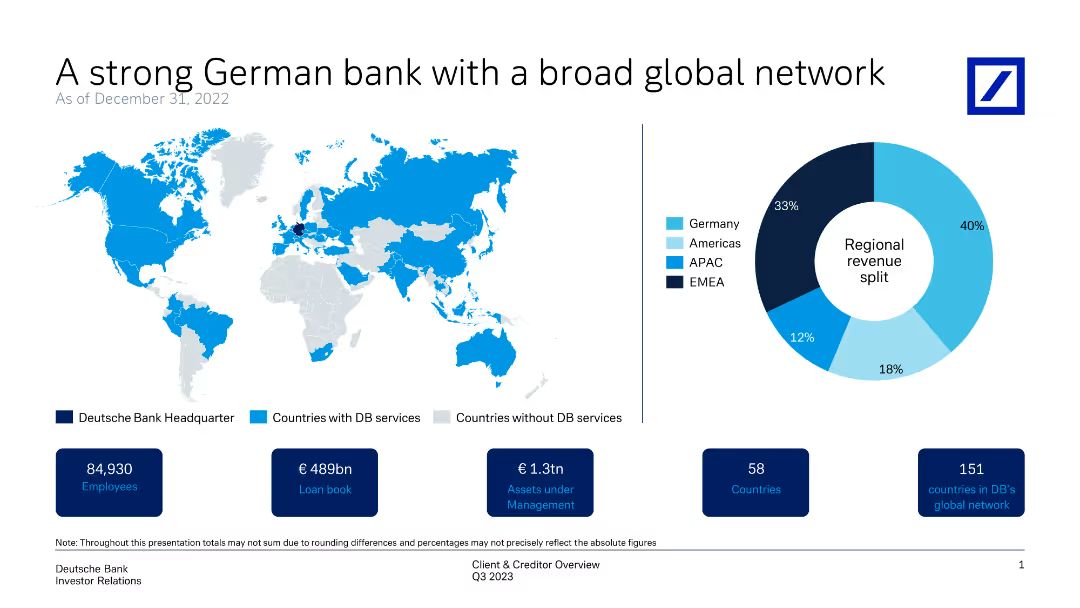 A strong German bank with a broad global network
As of December 31, 2022
Deutsche Bank Headquarter
Countries with DB services
Countries without DB services
Germany
Americas
APAC
EMEA
33%
40%
12%
18%
Regional
revenue
split
84,930
Employees
€ 489bn
Loan book
€ 1.3tn
Assets under
Management
58
Countries
151
countries in DB's
global network
Note: Throughout this presentation totals may not sum due to rounding differences and percentages may not precisely reflect the absolute figures
Deutsche Bank
Investor Relations
Client & Creditor Overview
Q3 2023
1